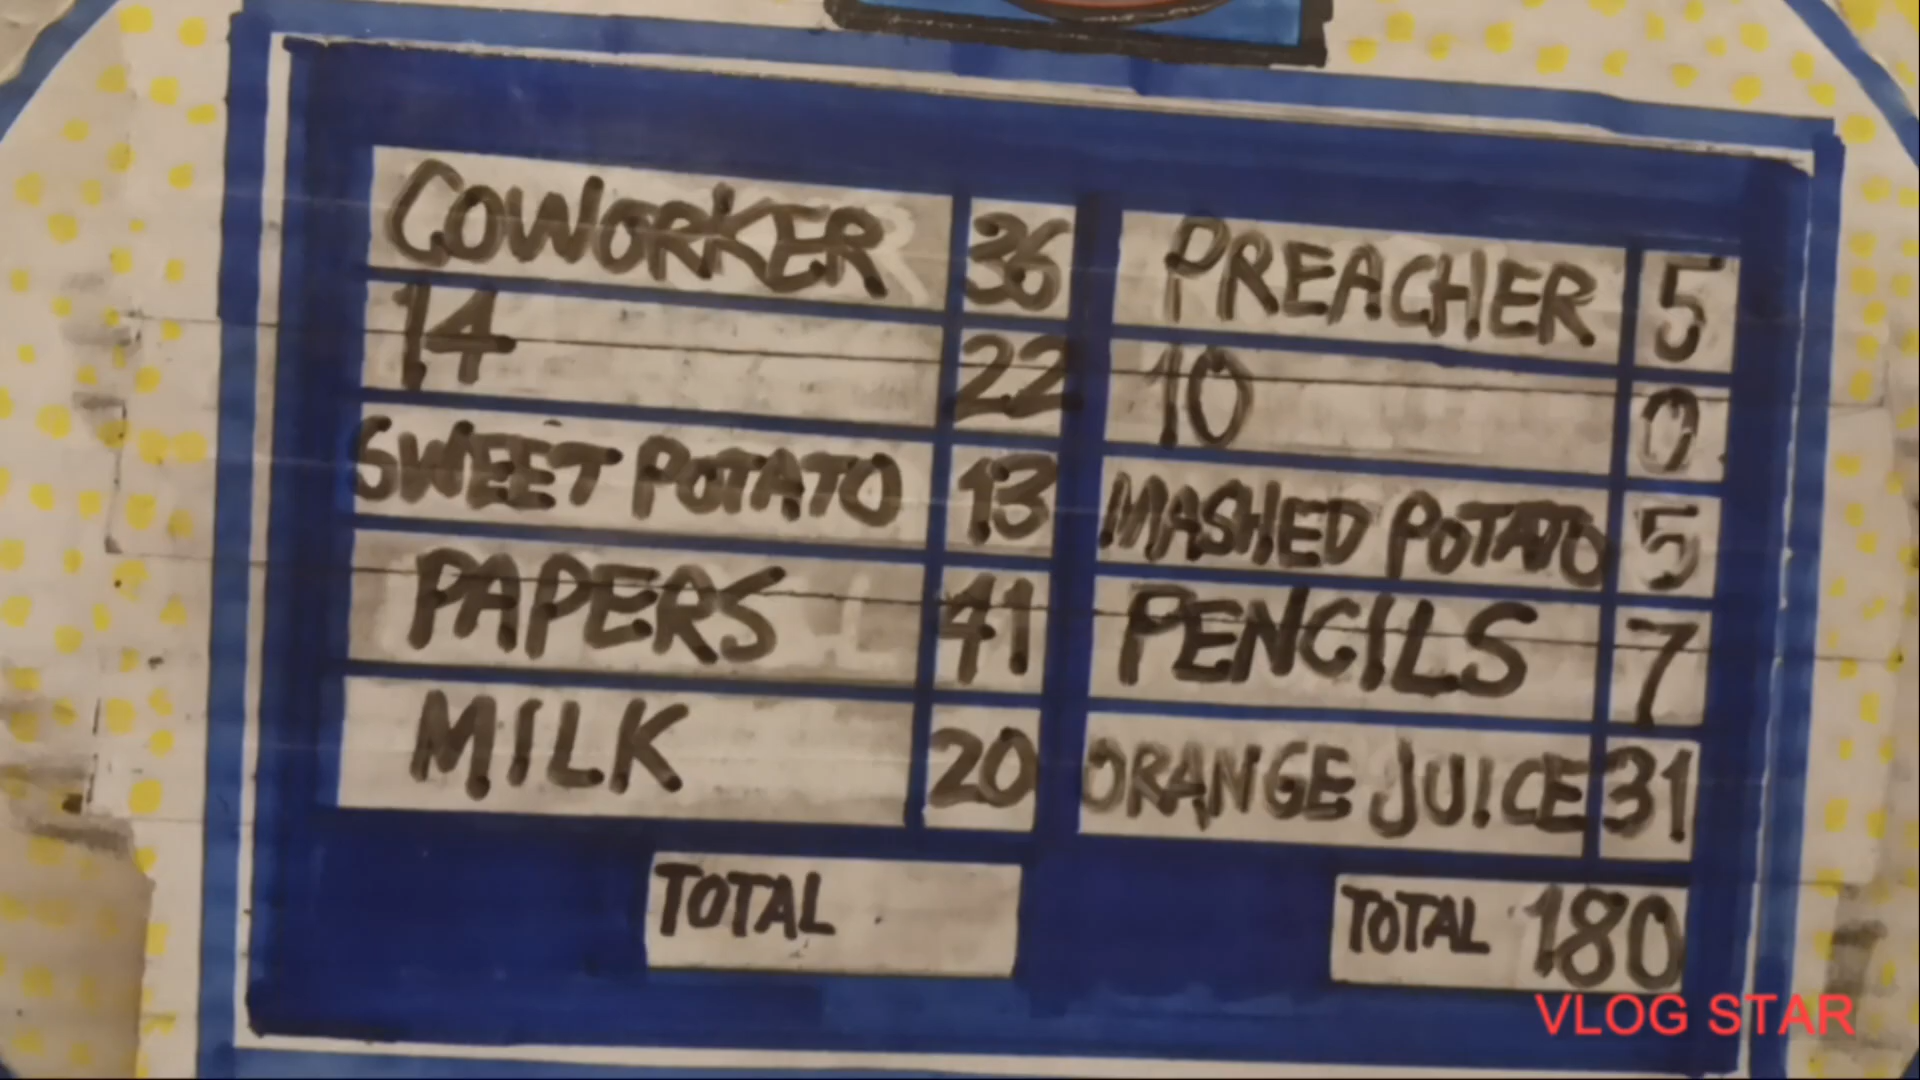 COWORKER 36 PREACHER 5
14 22 10 0
SWEET POTATO 13 MASHED POTATO 5
PAPERS 41 PENCILS 7
MILK 20 ORANGE JUICE 31
TOTAL TOTAL 180
VLOG STAR